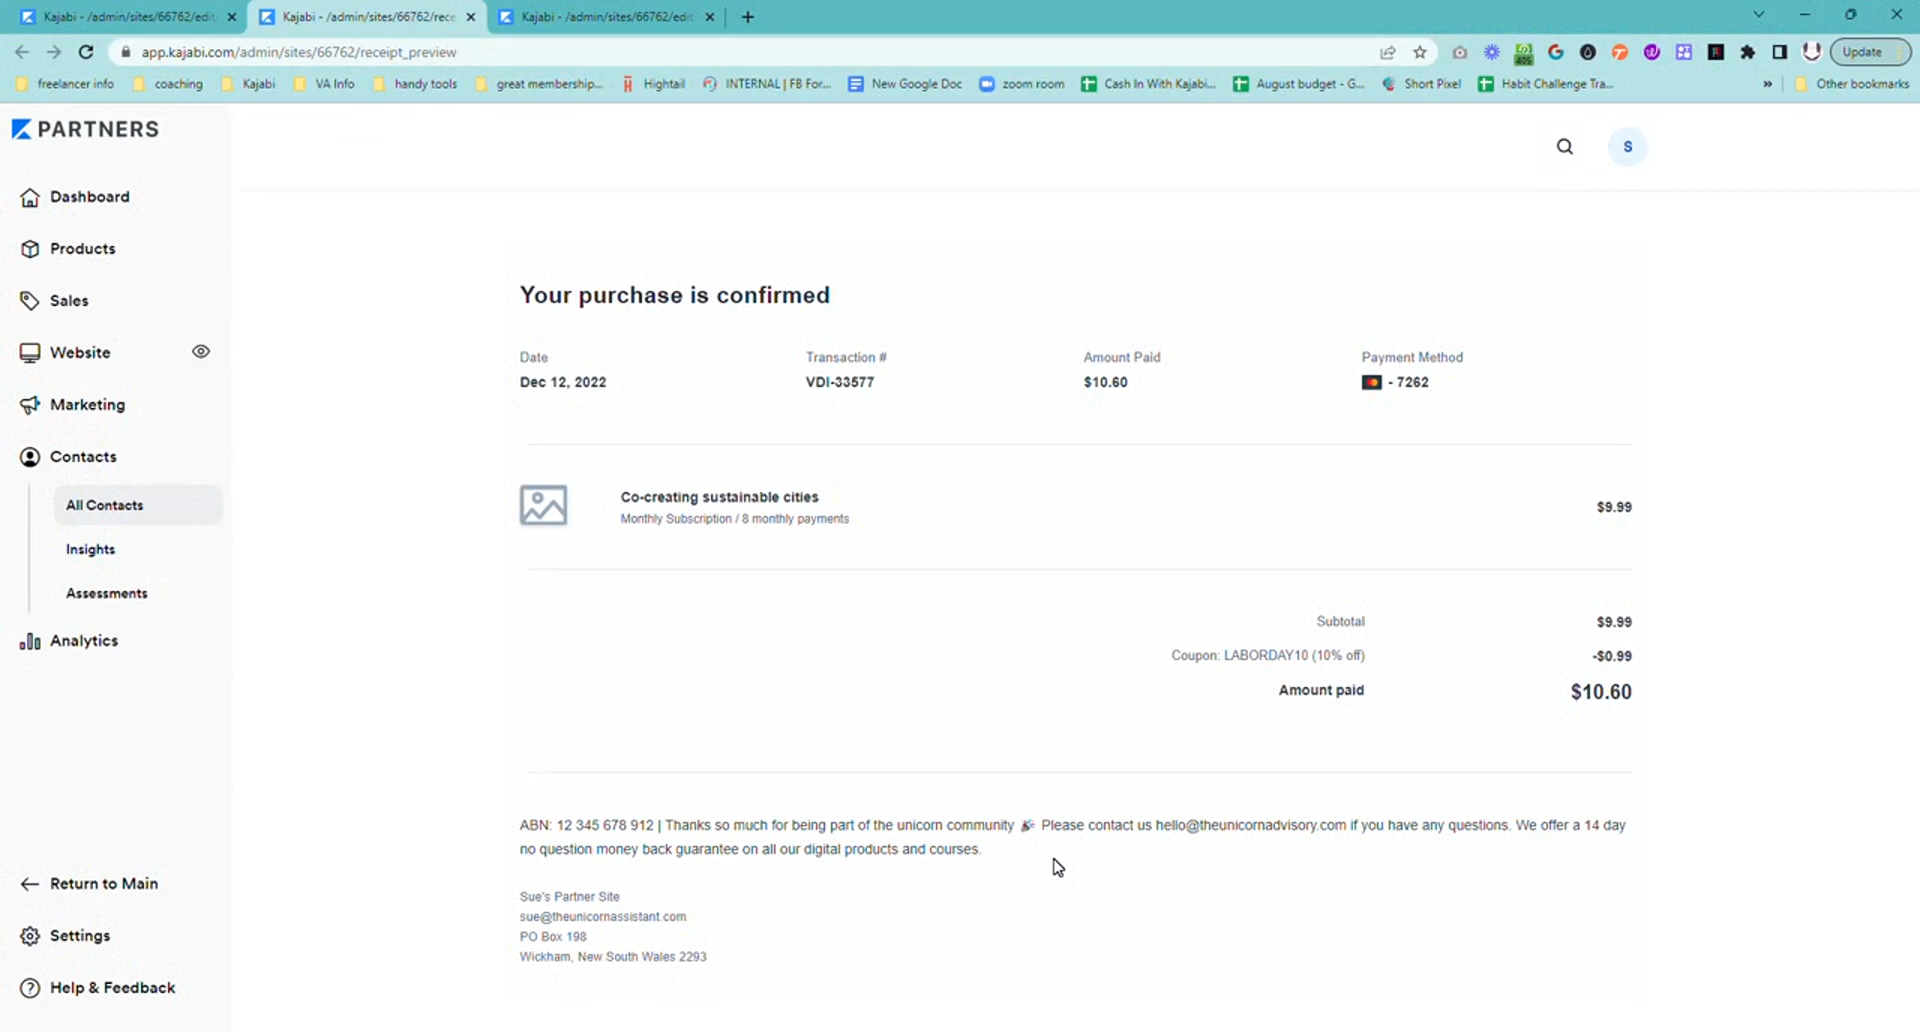 Kajabi - /admin/sites/66762/edit
Kajabi - /admin/sites/66762/rece
Kajabi - /admin/sites/66762/edit
app.kajabi.com/admin/sites/66762/receipt_preview
Update
freelancer info
coaching
Kajabi
VA Info
handy tools
great membership...
Hightail
INTERNAL | FB For...
New Google Doc
zoom room
Cash In With Kajabi...
August budget - G...
Short Pixel
Habit Challenge Tra...
»
Other bookmarks
PARTNERS
S
Dashboard
Products
Sales
Website
Marketing
Contacts
All Contacts
Insights
Assessments
Analytics
Return to Main
Settings
Help & Feedback
Your purchase is confirmed
Date
Transaction #
Amount Paid
Payment Method
Dec 12, 2022
VDI-33577
$10.60
- 7262
Co-creating sustainable cities
Monthly Subscription / 8 monthly payments
$9.99
Subtotal
$9.99
Coupon: LABORDAY10 (10% off)
-$0.99
Amount paid
$10.60
ABN: 12 345 678 912 | Thanks so much for being part of the unicorn community 🎉 Please contact us hello@theunicornadvisory.com if you have any questions. We offer a 14 day
no question money back guarantee on all our digital products and courses.
Sue's Partner Site
sue@theunicornassistant.com
PO Box 198
Wickham, New South Wales 2293